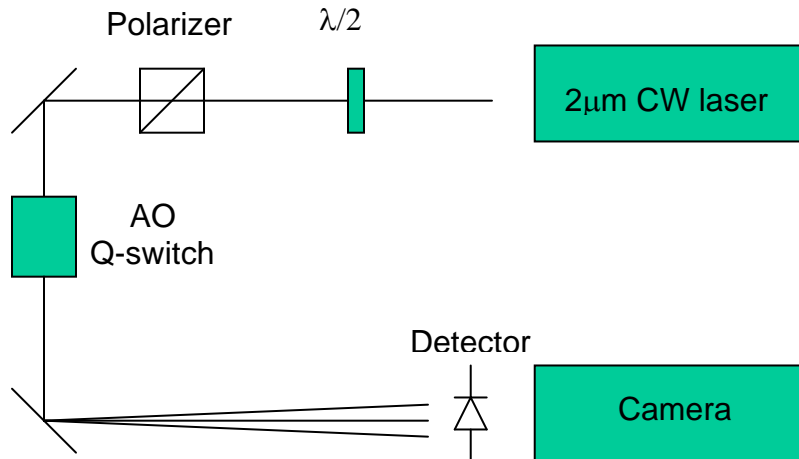 Polarizer
λ/2
2μm CW laser
AO
Q-switch
Detector
Camera